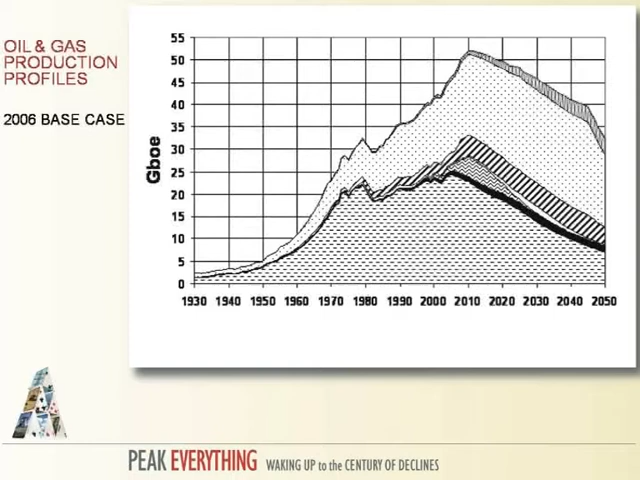 OIL & GAS
PRODUCTION
PROFILES
2006 BASE CASE
Gboe
55
50
45
40
35
30
25
20
15
10
5
0
1930 1940 1950 1960 1970 1980 1990 2000 2010 2020 2030 2040 2050
PEAK EVERYTHING WAKING UP to the CENTURY OF DECLINES